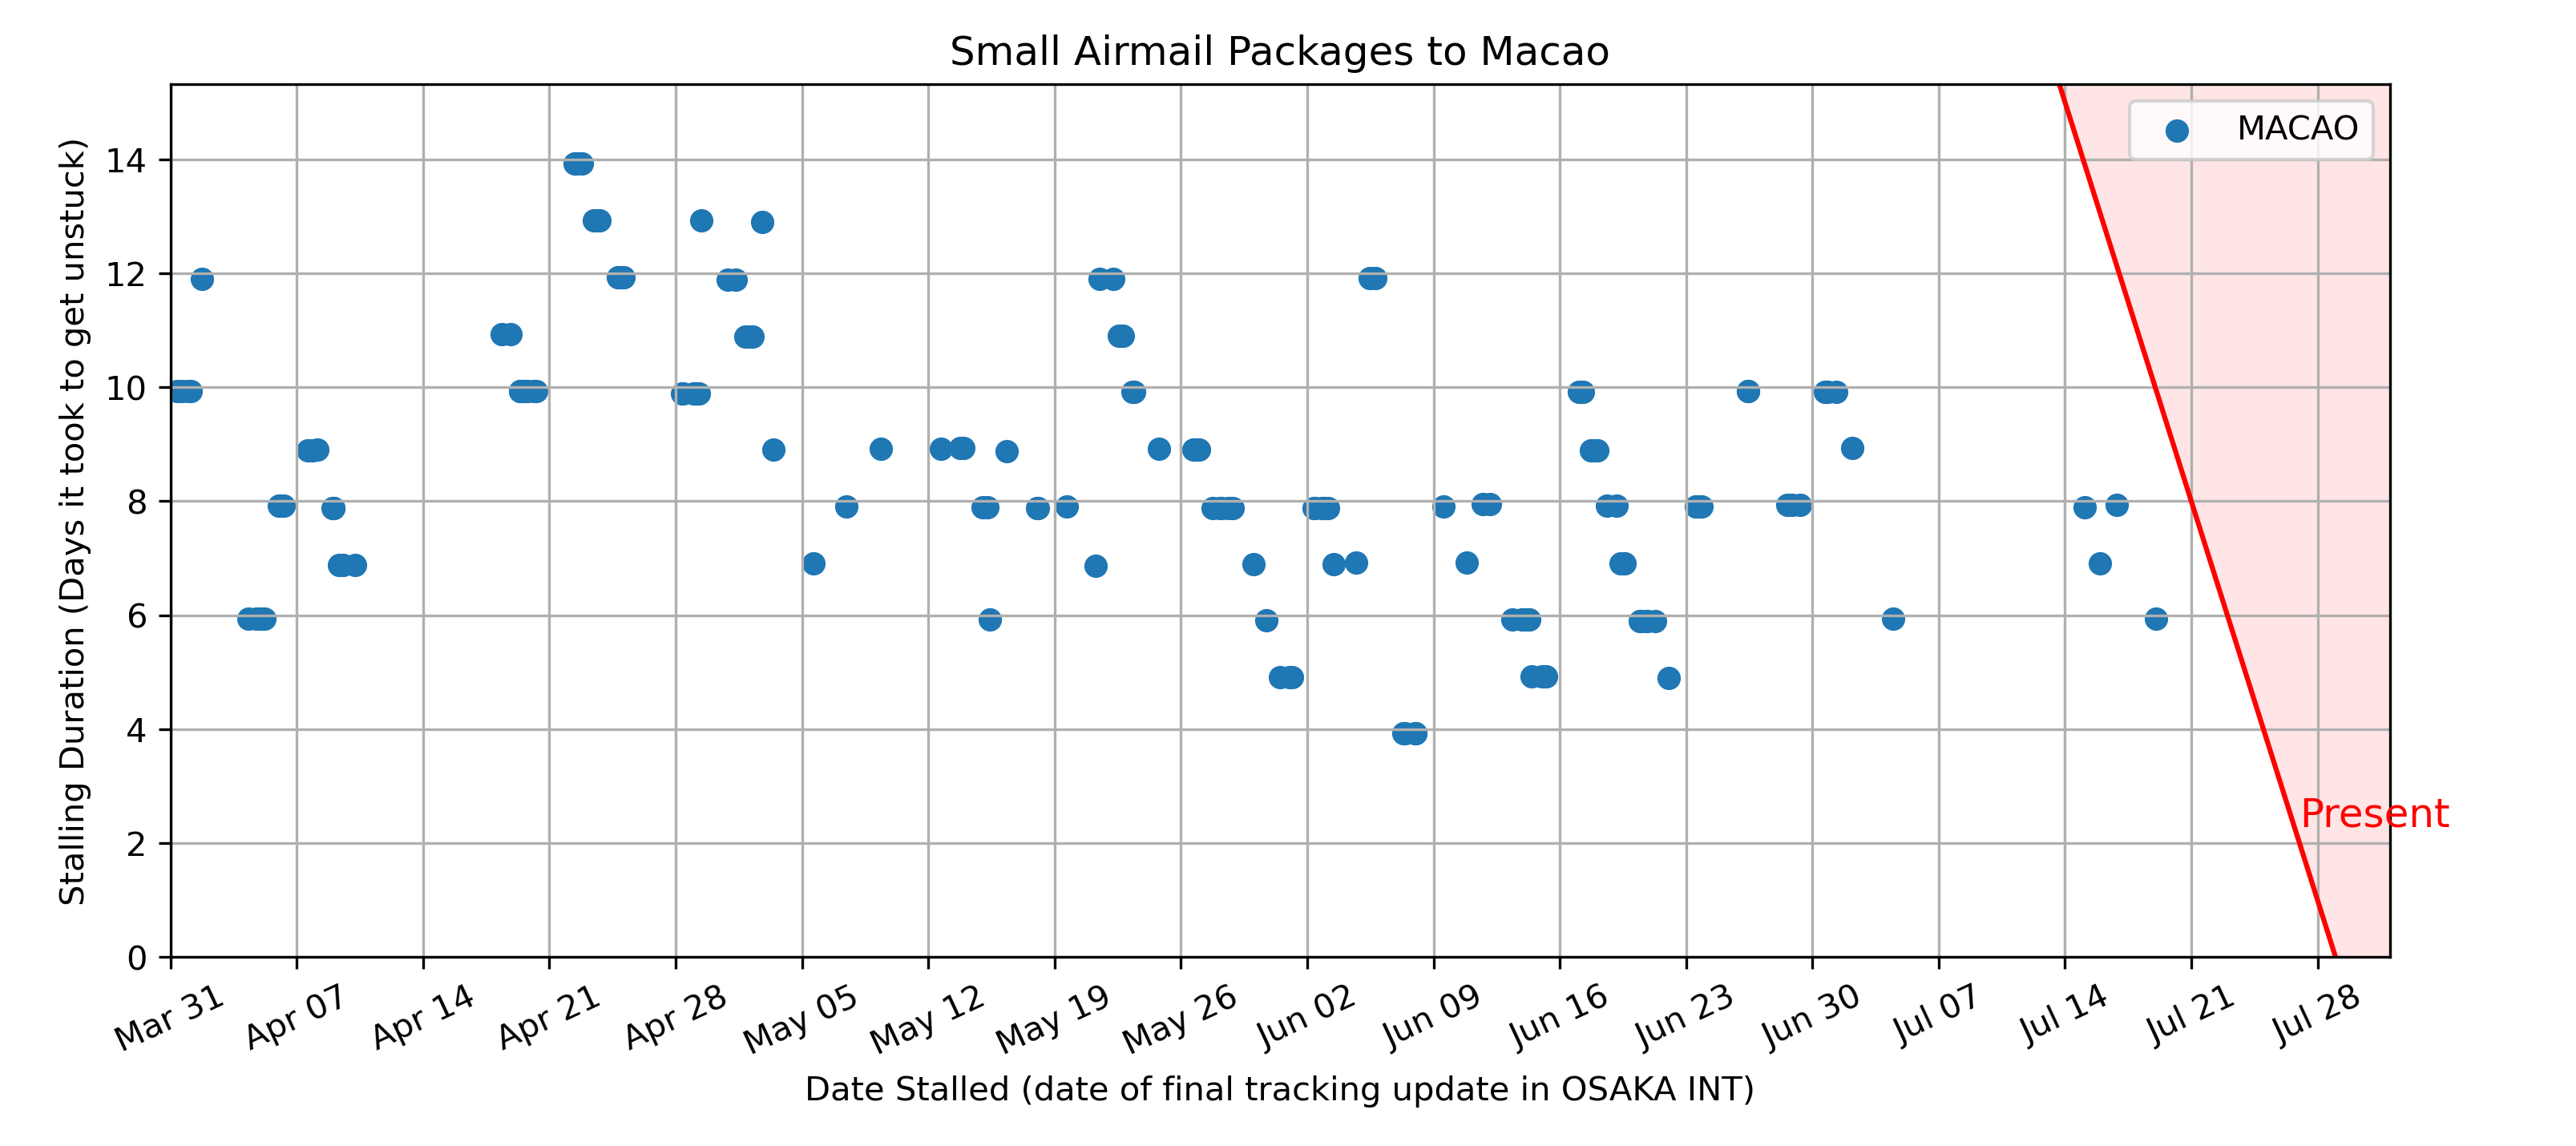 Small Airmail Packages to Macao
MACAO
Stalling Duration (Days it took to get unstuck)
14
12
10
8
6
4
2
0
Present
Mar 31
Apr 07
Apr 14
Apr 21
Apr 28
May 05
May 12
May 19
May 26
Jun 02
Jun 09
Jun 16
Jun 23
Jun 30
Jul 07
Jul 14
Jul 21
Jul 28
Date Stalled (date of final tracking update in OSAKA INT)